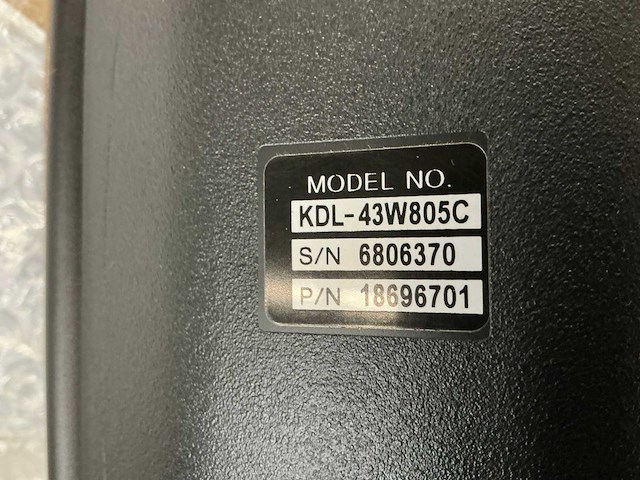 MODEL NO.
KDL-43W805C
S/N 6806370
P/N 18696701